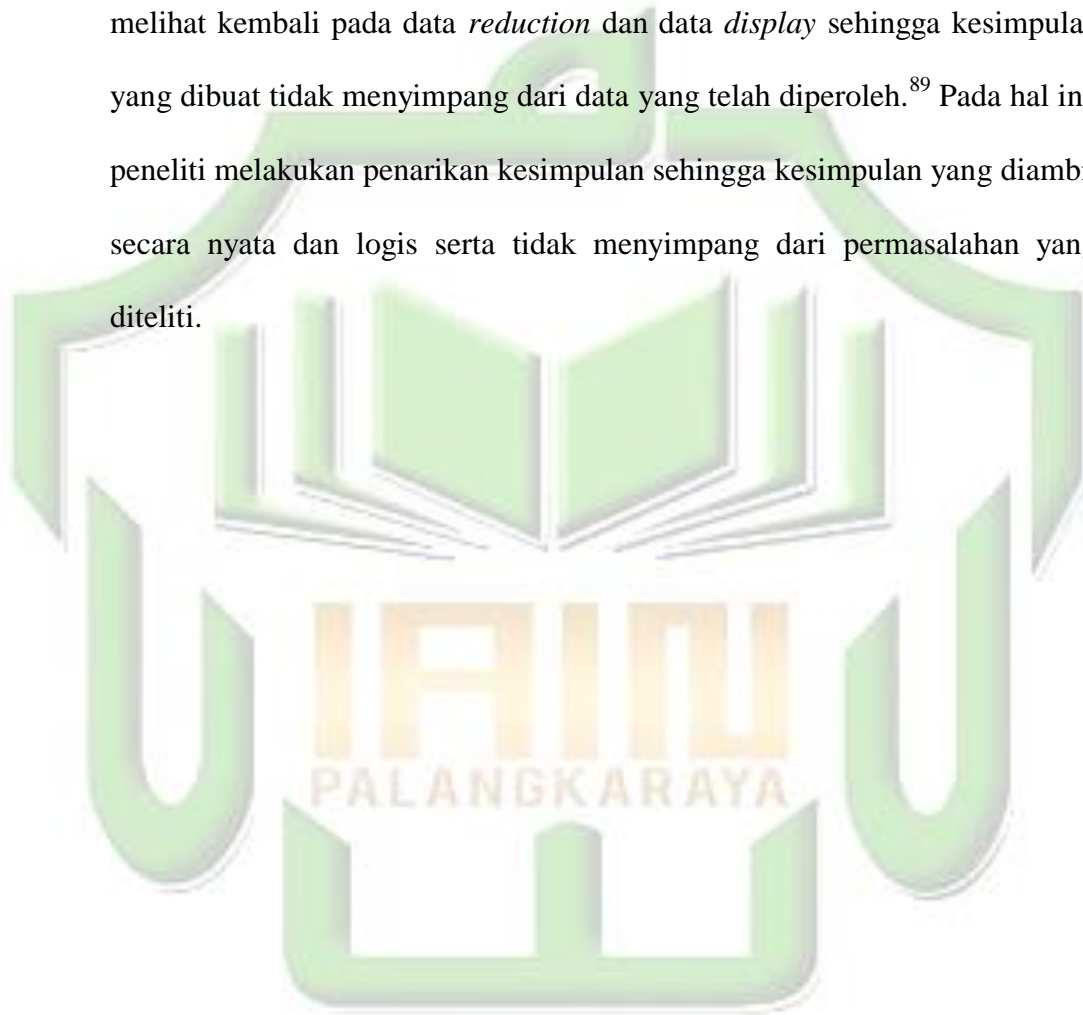 melihat kembali pada data reduction dan data display sehingga kesimpula
yang dibuat tidak menyimpang dari data yang telah diperoleh.89 Pada hal in
peneliti melakukan penarikan kesimpulan sehingga kesimpulan yang diamb
secara nyata dan logis serta tidak menyimpang dari permasalahan yan
diteliti.
IAIN
PALANGKARAYA